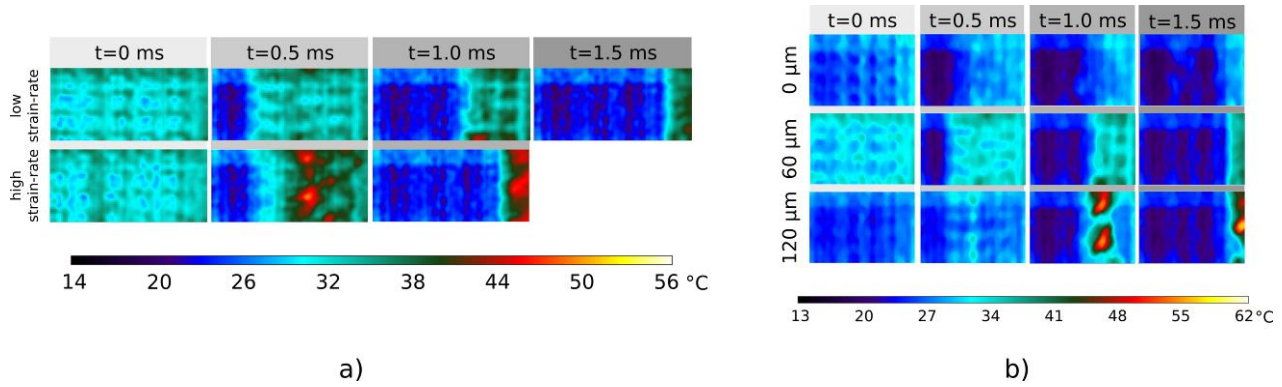 t=0 ms t=0.5 ms t=1.0 ms t=1.5 ms
low
strain-rate
high
strain-rate
14 20 26 32 38 44 50 56 °C
a)
t=0 ms t=0.5 ms t=1.0 ms t=1.5 ms
0 µm
60 µm
120 µm
13 20 27 34 41 48 55 62 °C
b)